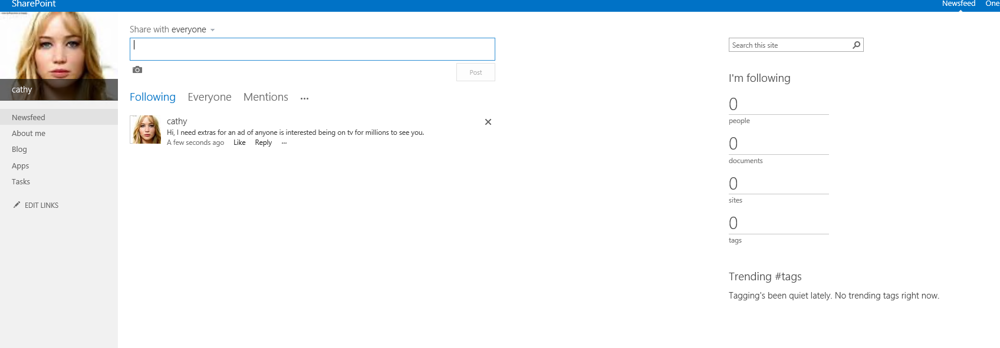 SharePoint
Newsfeed One
cathy
Newsfeed
About me
Blog
Apps
Tasks
EDIT LINKS
Share with everyone
Post
Following Everyone Mentions ...
cathy
Hi, I need extras for an ad of anyone is interested being on tv for millions to see you.
A few seconds ago Like Reply ...
Search this site
I'm following
0
people
0
documents
0
sites
0
tags
Trending #tags
Tagging's been quiet lately. No trending tags right now.